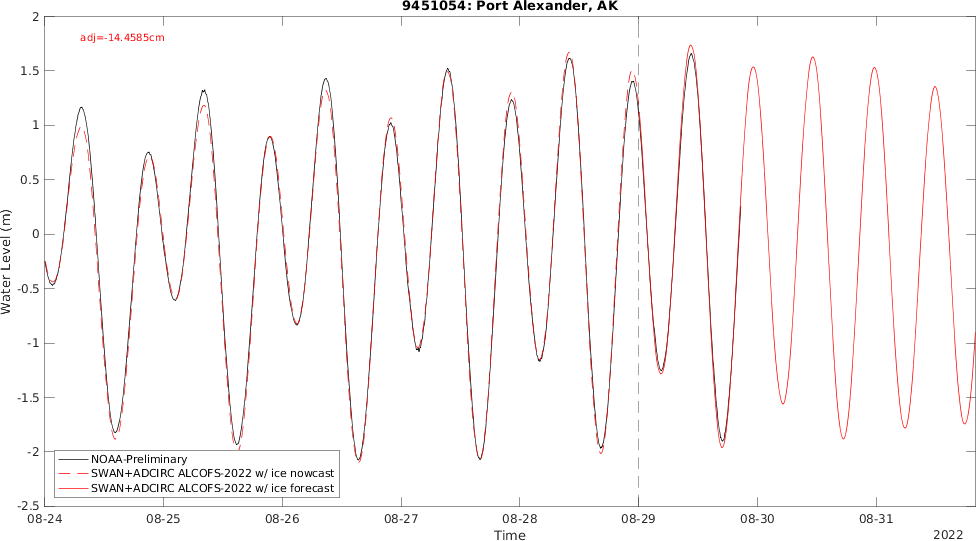 9451054: Port Alexander, AK
adj=-14.4585cm
2
1.5
1
0.5
0
-0.5
-1
-1.5
-2
-2.5
Water Level (m)
NOAA-Preliminary
SWAN+ADCIRC ALCOFS-2022 w/ ice nowcast
SWAN+ADCIRC ALCOFS-2022 w/ ice forecast
08-24 08-25 08-26 08-27 08-28 08-29 08-30 08-31
Time
2022